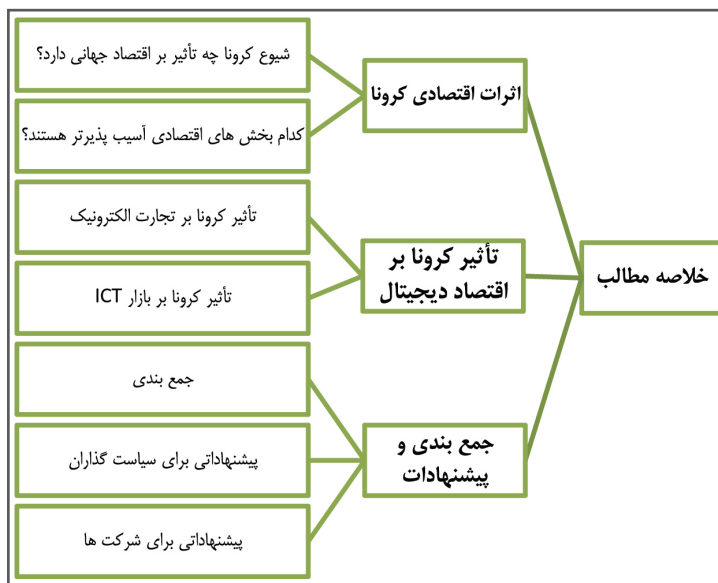 خلاصه مطالب
اثرات اقتصادی کرونا
شیوع کرونا چه تأثیر بر اقتصاد جهانی دارد؟
کدام بخش های اقتصادی آسیب پذیرتر هستند؟
تأثیر کرونا بر
اقتصاد دیجیتال
تأثیر کرونا بر تجارت الکترونیک
تأثیر کرونا بر بازار ICT
جمع بندی و
پیشنهادات
جمع بندی
پیشنهاداتی برای سیاست گذاران
پیشنهاداتی برای شرکت ها